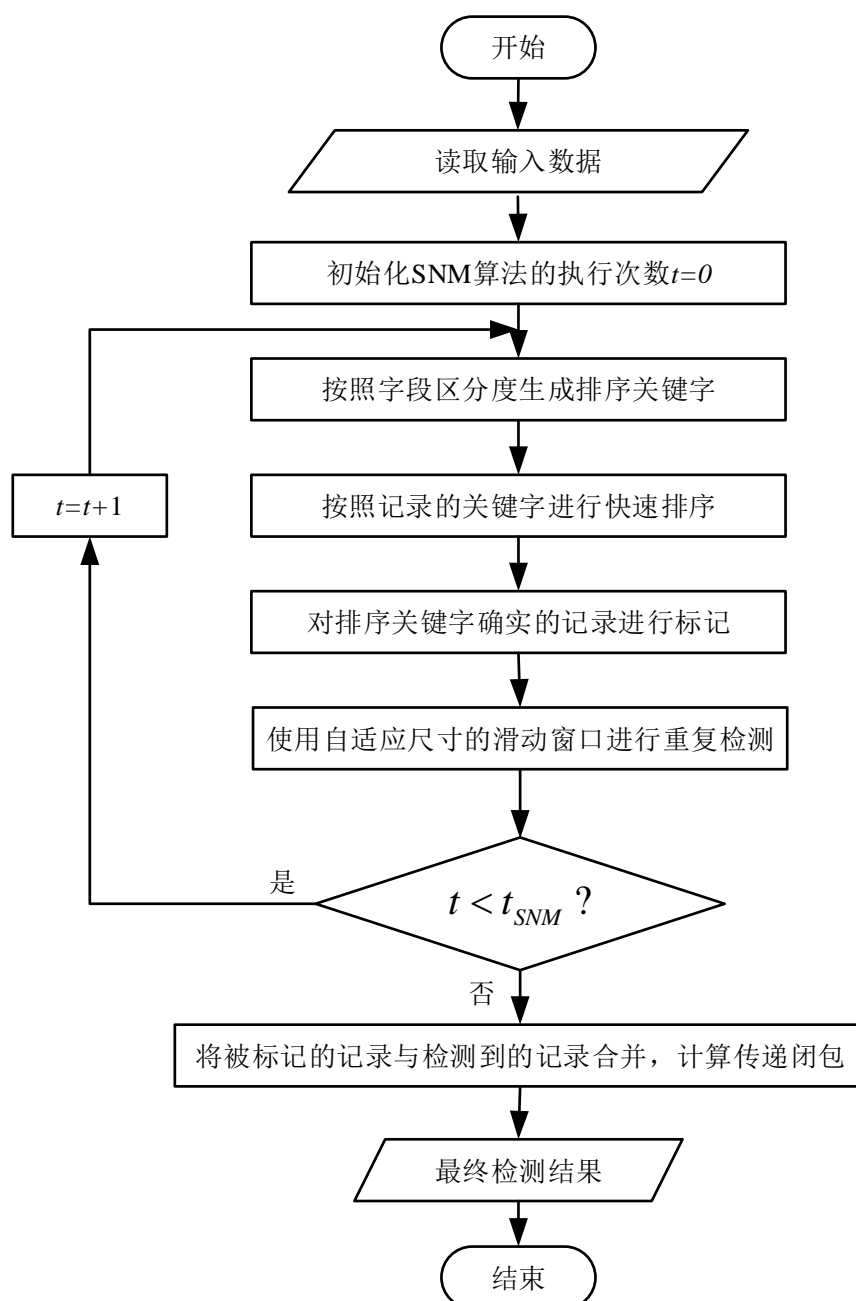 开始
读取输入数据
初始化SNM算法的执行次数t=0
按照字段区分度生成排序关键字
按照记录的关键字进行快速排序
t=t+1
对排序关键字确实的记录进行标记
使用自适应尺寸的滑动窗口进行重复检测
是
t < t_SNM ?
否
将被标记的记录与检测到的记录合并，计算传递闭包
最终检测结果
结束